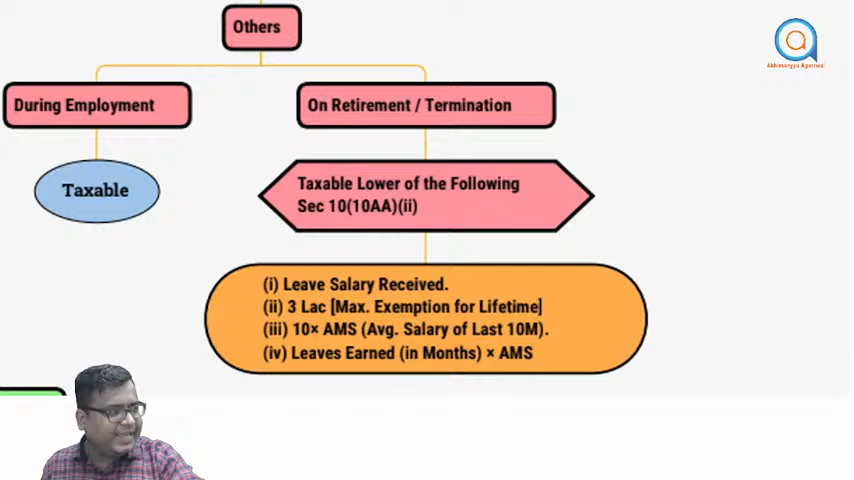 Others
Abhimanyyu Agarrwal
During Employment
On Retirement / Termination
Taxable
Taxable Lower of the Following
Sec 10(10AA)(ii)
(i) Leave Salary Received.
(ii) 3 Lac [Max. Exemption for Lifetime]
(iii) 10× AMS (Avg. Salary of Last 10M).
(iv) Leaves Earned (in Months) × AMS